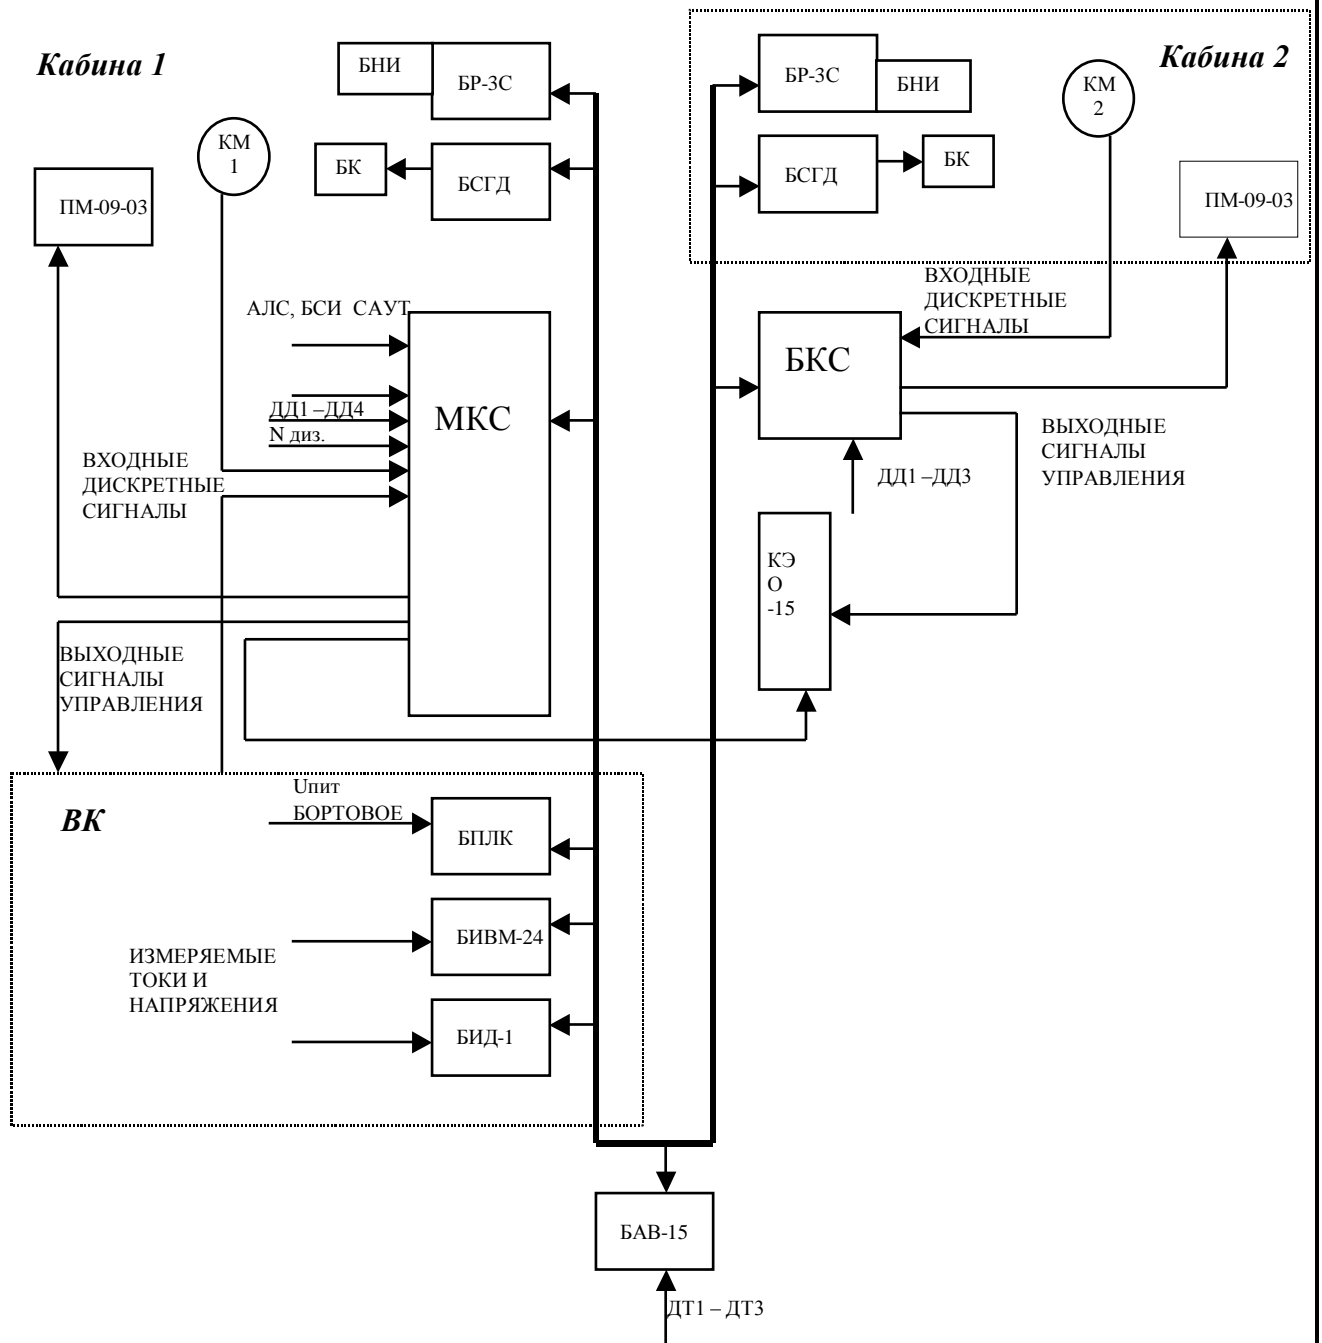 Кабина 1
БНИ
БР-3С
КМ
1
БК
БСГД
ПМ-09-03
БР-3С
БНИ
КМ
2
Кабина 2
БСГД
БК
ПМ-09-03
АЛС, БСИ САУТ
ДД1 –ДД4
N диз.
МКС
ВХОДНЫЕ
ДИСКРЕТНЫЕ
СИГНАЛЫ
ВХОДНЫЕ
ДИСКРЕТНЫЕ
СИГНАЛЫ
БКС
ВЫХОДНЫЕ
СИГНАЛЫ
УПРАВЛЕНИЯ
ДД1 –ДД3
КЭ
О
-15
ВЫХОДНЫЕ
СИГНАЛЫ
УПРАВЛЕНИЯ
ВК
Uпит
БОРТОВОЕ
БПЛК
БИВМ-24
ИЗМЕРЯЕМЫЕ
ТОКИ И
НАПРЯЖЕНИЯ
БИД-1
БАВ-15
ДТ1 – ДТ3